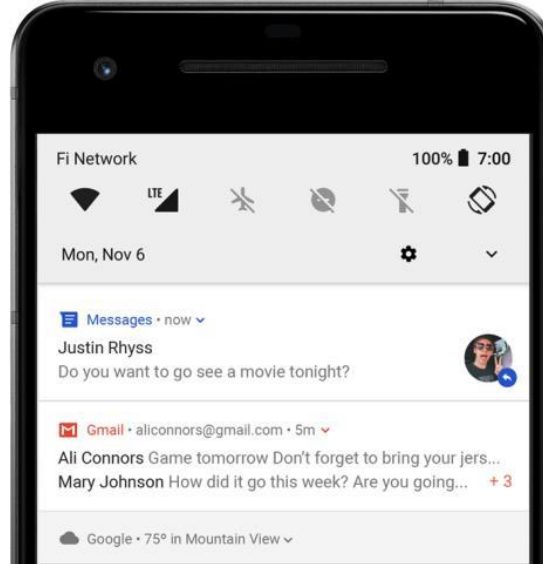 Fi Network 100% 7:00
LTE
Mon, Nov 6
Messages • now
Justin Rhyss
Do you want to go see a movie tonight?
Gmail • aliconnors@gmail.com • 5m
Ali Connors Game tomorrow Don't forget to bring your jers...
Mary Johnson How did it go this week? Are you going... + 3
Google • 75º in Mountain View